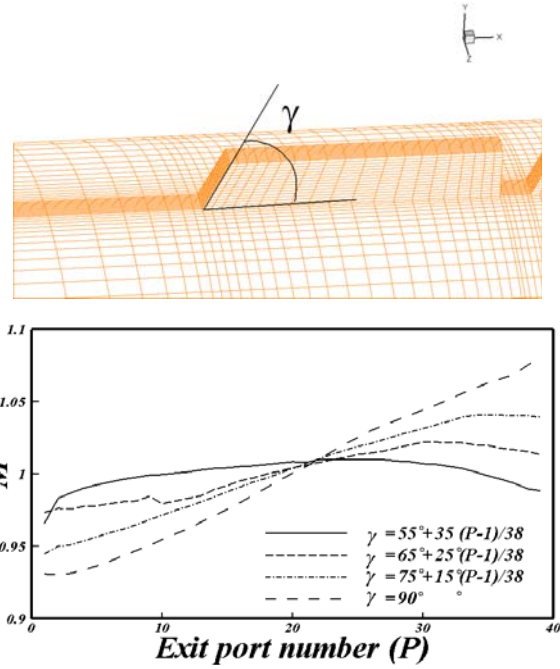 Y
X
Z
γ
1.1
1.05
1
0.95
0.9
M
γ =55°+35 (P-1)/38
γ =65°+25°(P-1)/38
γ =75°+15°(P-1)/38
γ =90° °
0 10 20 30 40
Exit port number (P)